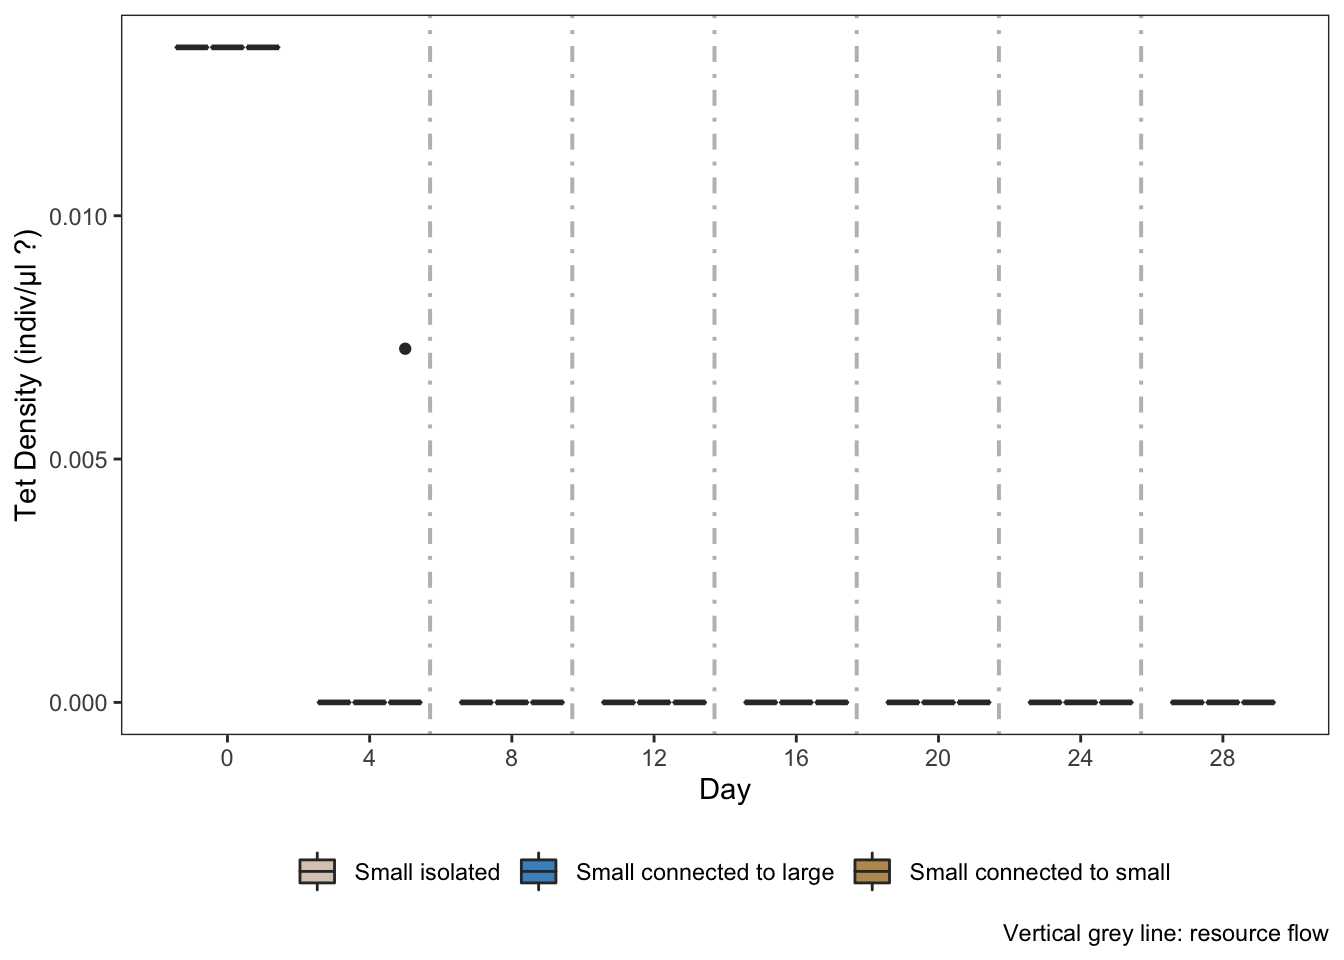 Tet Density (indiv/µl ?)
0.010
0.005
0.000
0 4 8 12 16 20 24 28
Day
Small isolated Small connected to large Small connected to small
Vertical grey line: resource flow